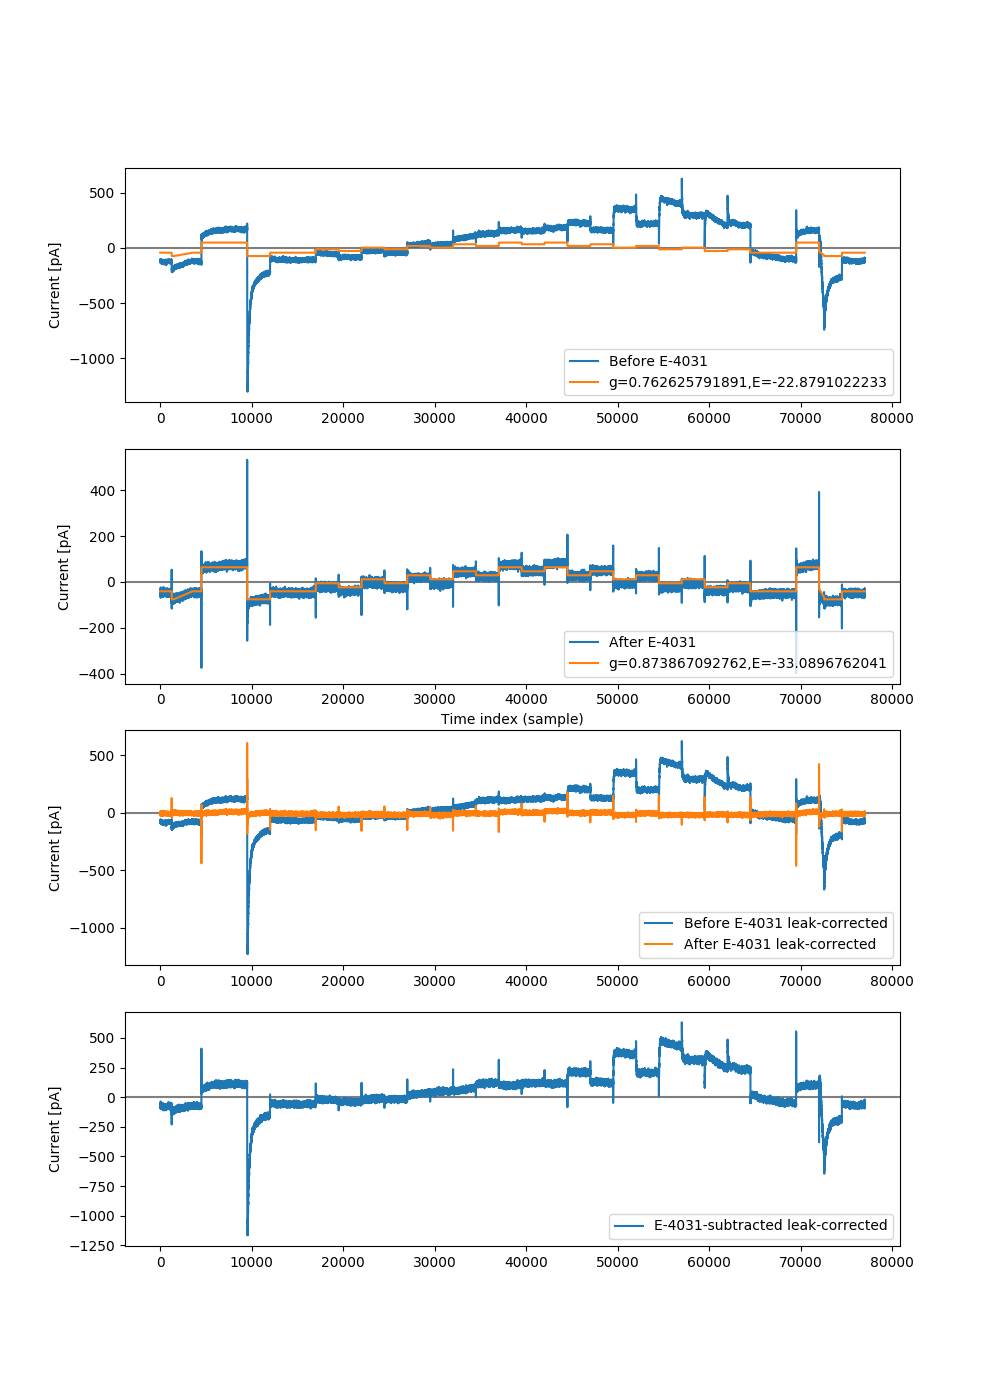 500
0
−500
−1000
Current [pA]
Before E-4031
g=0.762625791891,E=-22.8791022233
0 10000 20000 30000 40000 50000 60000 70000 80000
400
200
0
−200
−400
Current [pA]
After E-4031
g=0.873867092762,E=-33.0896762041
0 10000 20000 30000 40000 50000 60000 70000 80000
Time index (sample)
500
0
−500
−1000
Current [pA]
Before E-4031 leak-corrected
After E-4031 leak-corrected
0 10000 20000 30000 40000 50000 60000 70000 80000
500
250
0
−250
−500
−750
−1000
−1250
Current [pA]
E-4031-subtracted leak-corrected
0 10000 20000 30000 40000 50000 60000 70000 80000